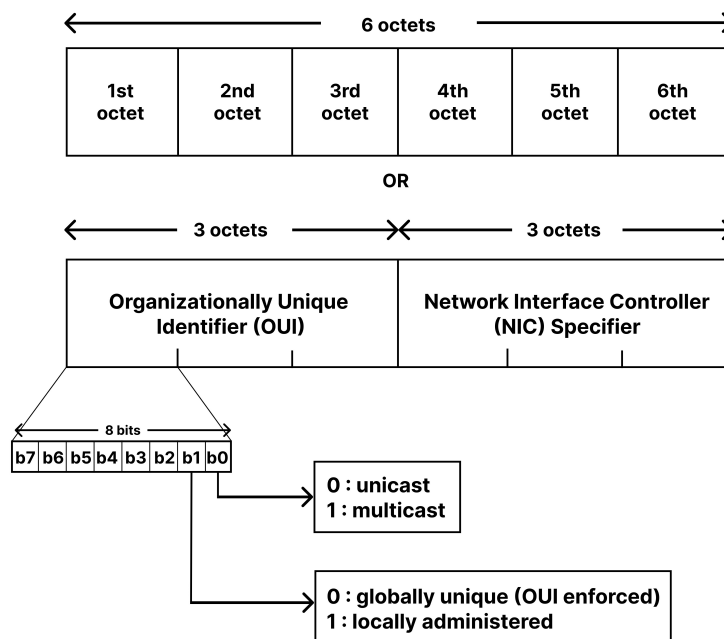 6 octets
1st octet
2nd octet
3rd octet
4th octet
5th octet
6th octet
OR
3 octets
3 octets
Organizationally Unique
Identifier (OUI)
Network Interface Controller
(NIC) Specifier
8 bits
b7 b6 b5 b4 b3 b2 b1 b0
0 : unicast
1 : multicast
0 : globally unique (OUI enforced)
1 : locally administered